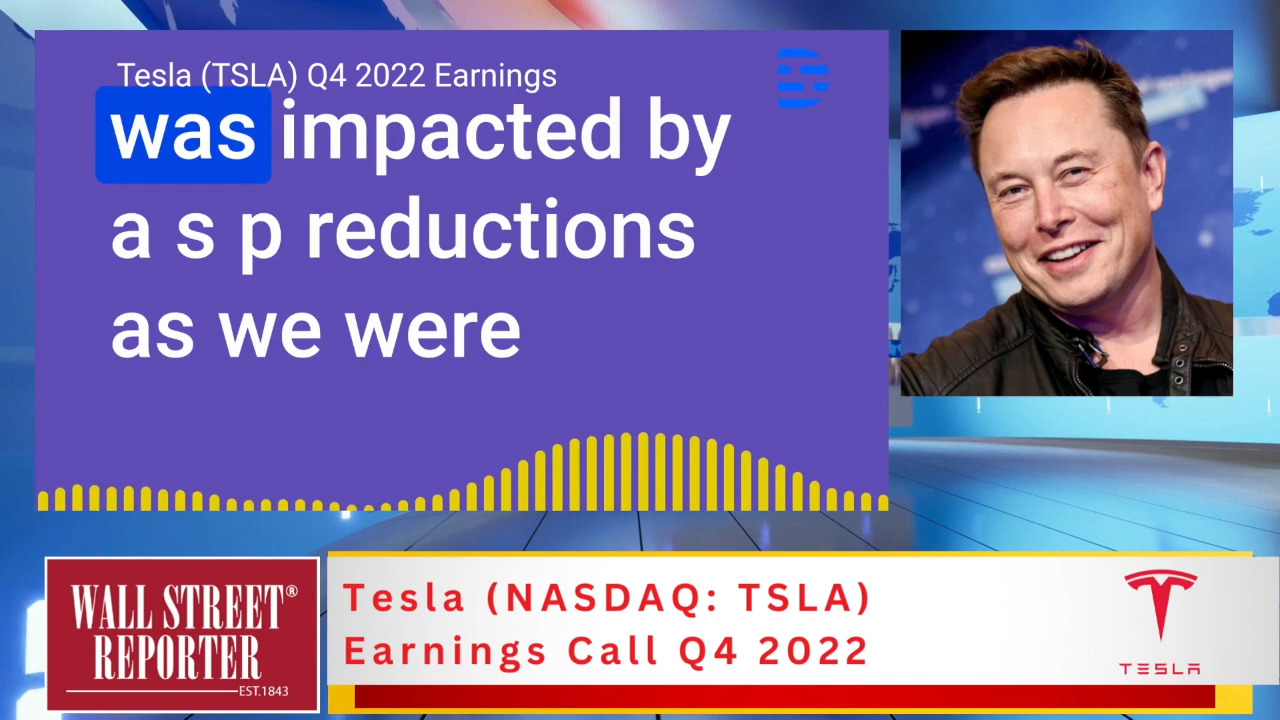 Tesla (TSLA) Q4 2022 Earnings
was impacted by
a s p reductions
as we were
WALL STREET®
REPORTER
EST.1843
Tesla (NASDAQ: TSLA)
Earnings Call Q4 2022
TESLA